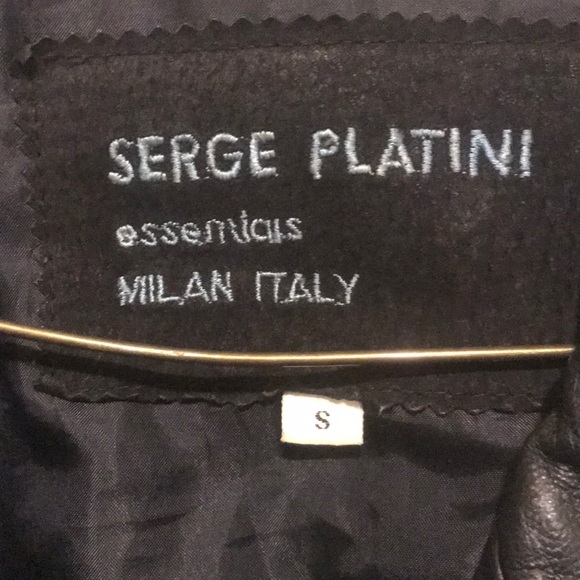 SERGE PLATINI
essentials
MILAN ITALY
S